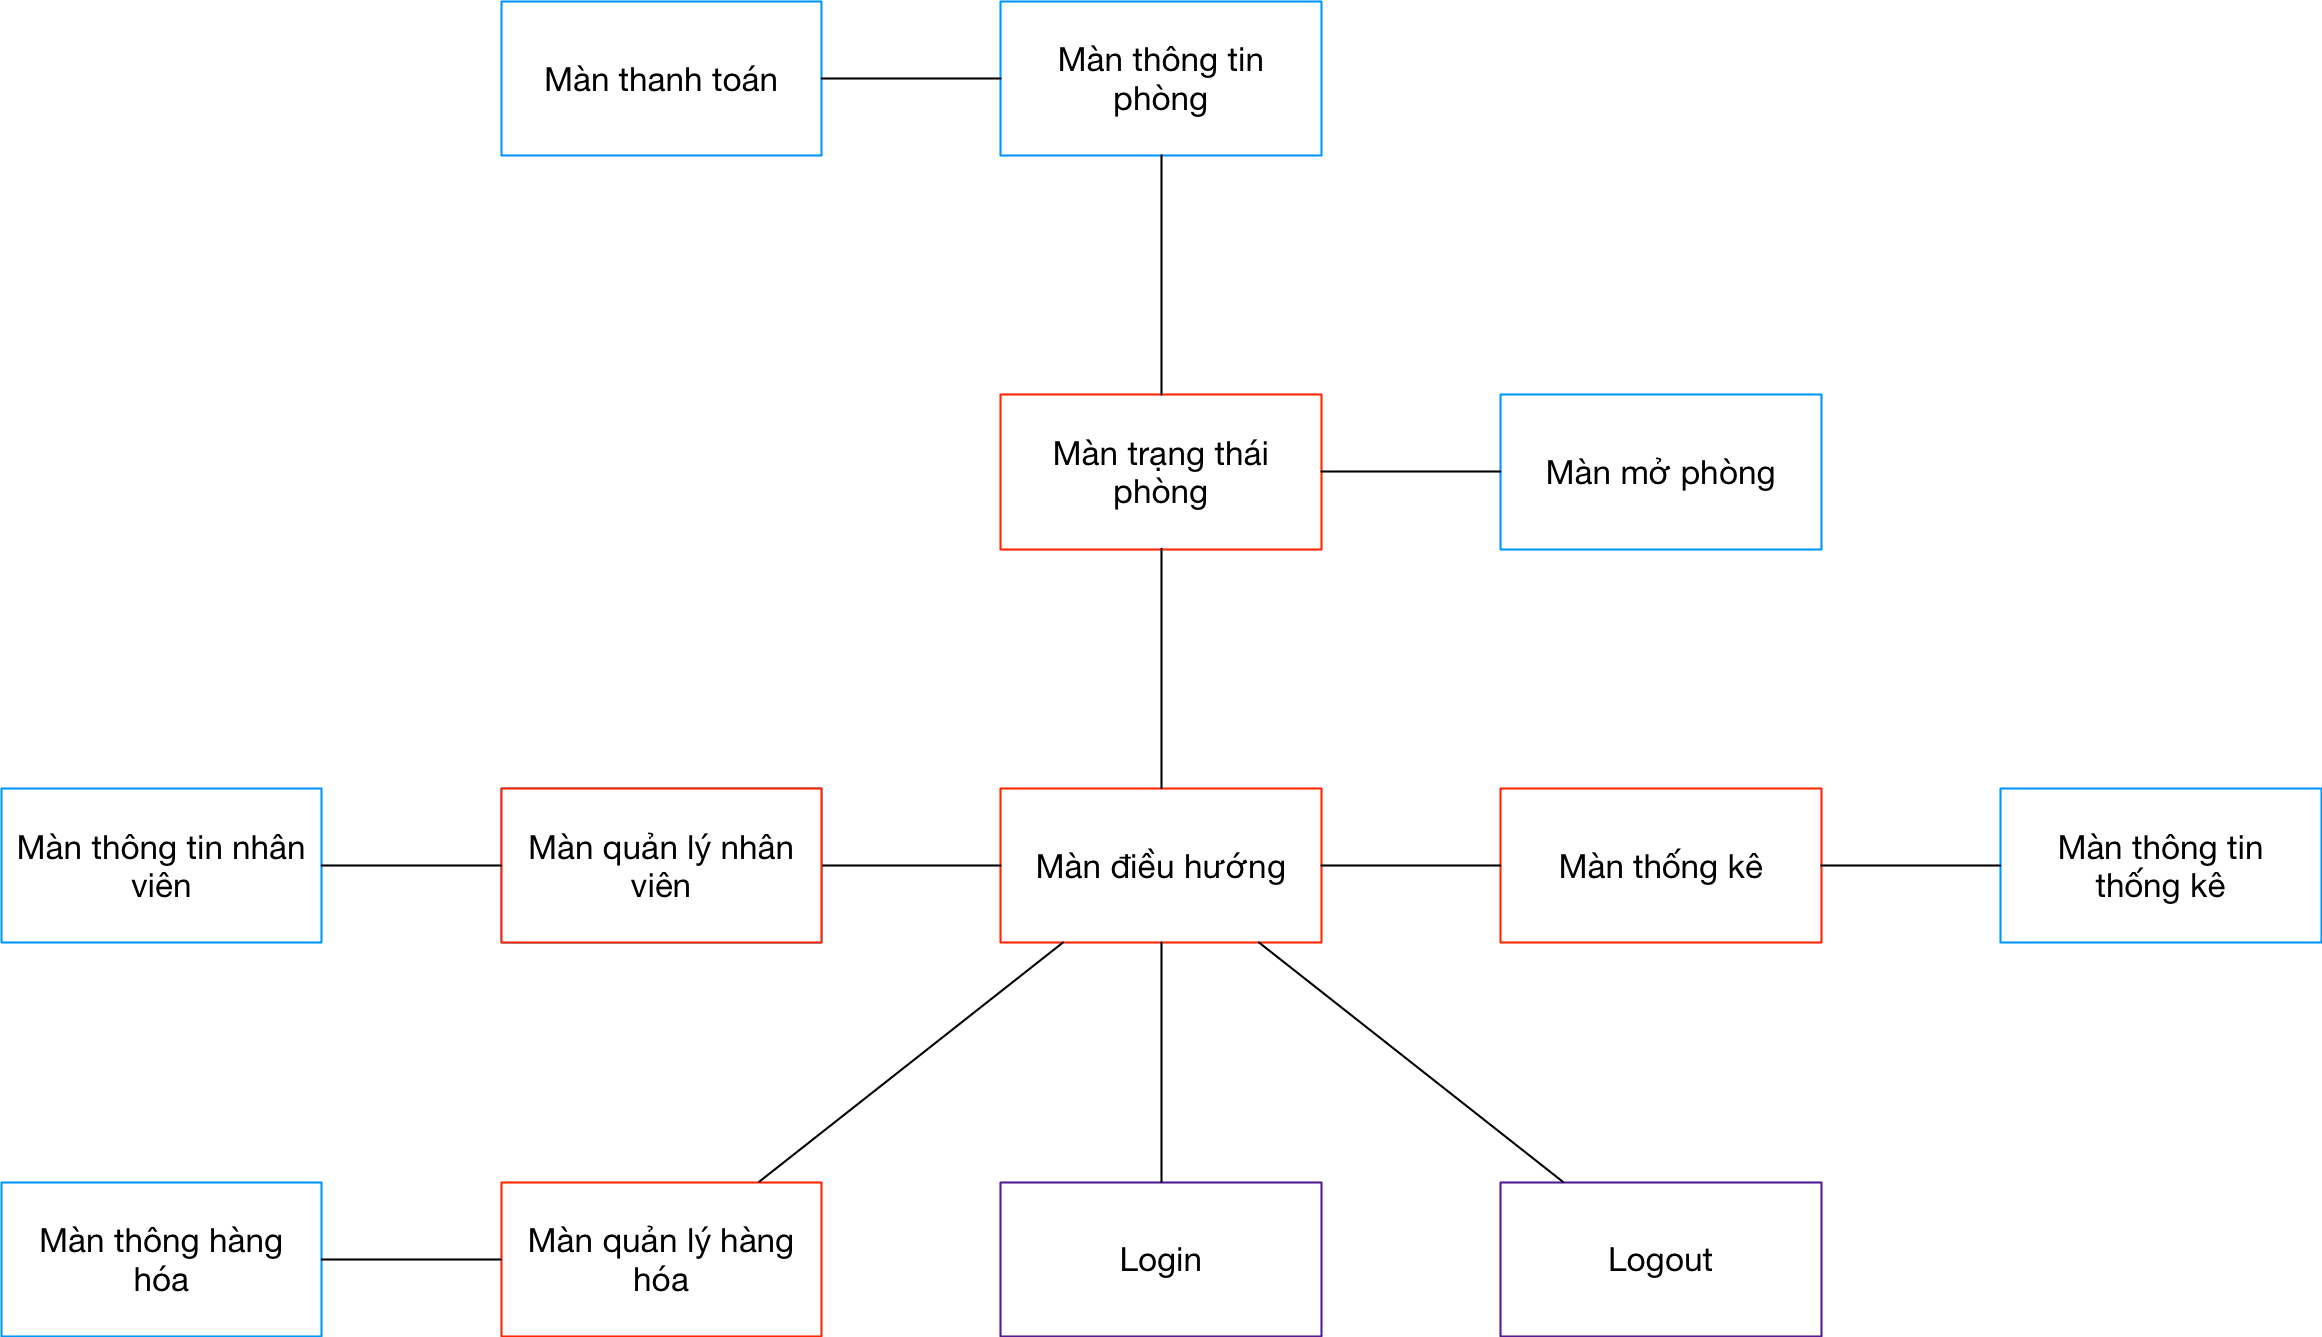 Màn thanh toán
Màn thông tin
phòng
Màn trạng thái
phòng
Màn mở phòng
Màn thông tin nhân
viên
Màn quản lý nhân
viên
Màn điều hướng
Màn thống kê
Màn thông tin
thống kê
Màn thông hàng
hóa
Màn quản lý hàng
hóa
Login
Logout